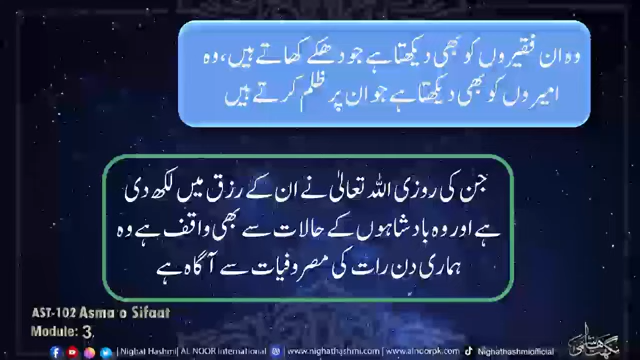 وہ ان فقیروں کو بھی دیکھتا ہے جو دھکے کھاتے ہیں، وہ
امیروں کو بھی دیکھتا ہے جو ان پر ظلم کرتے ہیں
جن کی روزی اللہ تعالیٰ نے ان کے رزق میں لکھ دی
ہے اور وہ بادشاہوں کے حالات سے بھی واقف ہے وہ
ہماری دن رات کی مصروفیات سے آگاہ ہے
AST-102 Asma o Sifaat
Module: 3
| Nighat Hashmi| AL NOOR International www.nighathashmi.com - www.alnoorpk.com Nighathashmiofficial